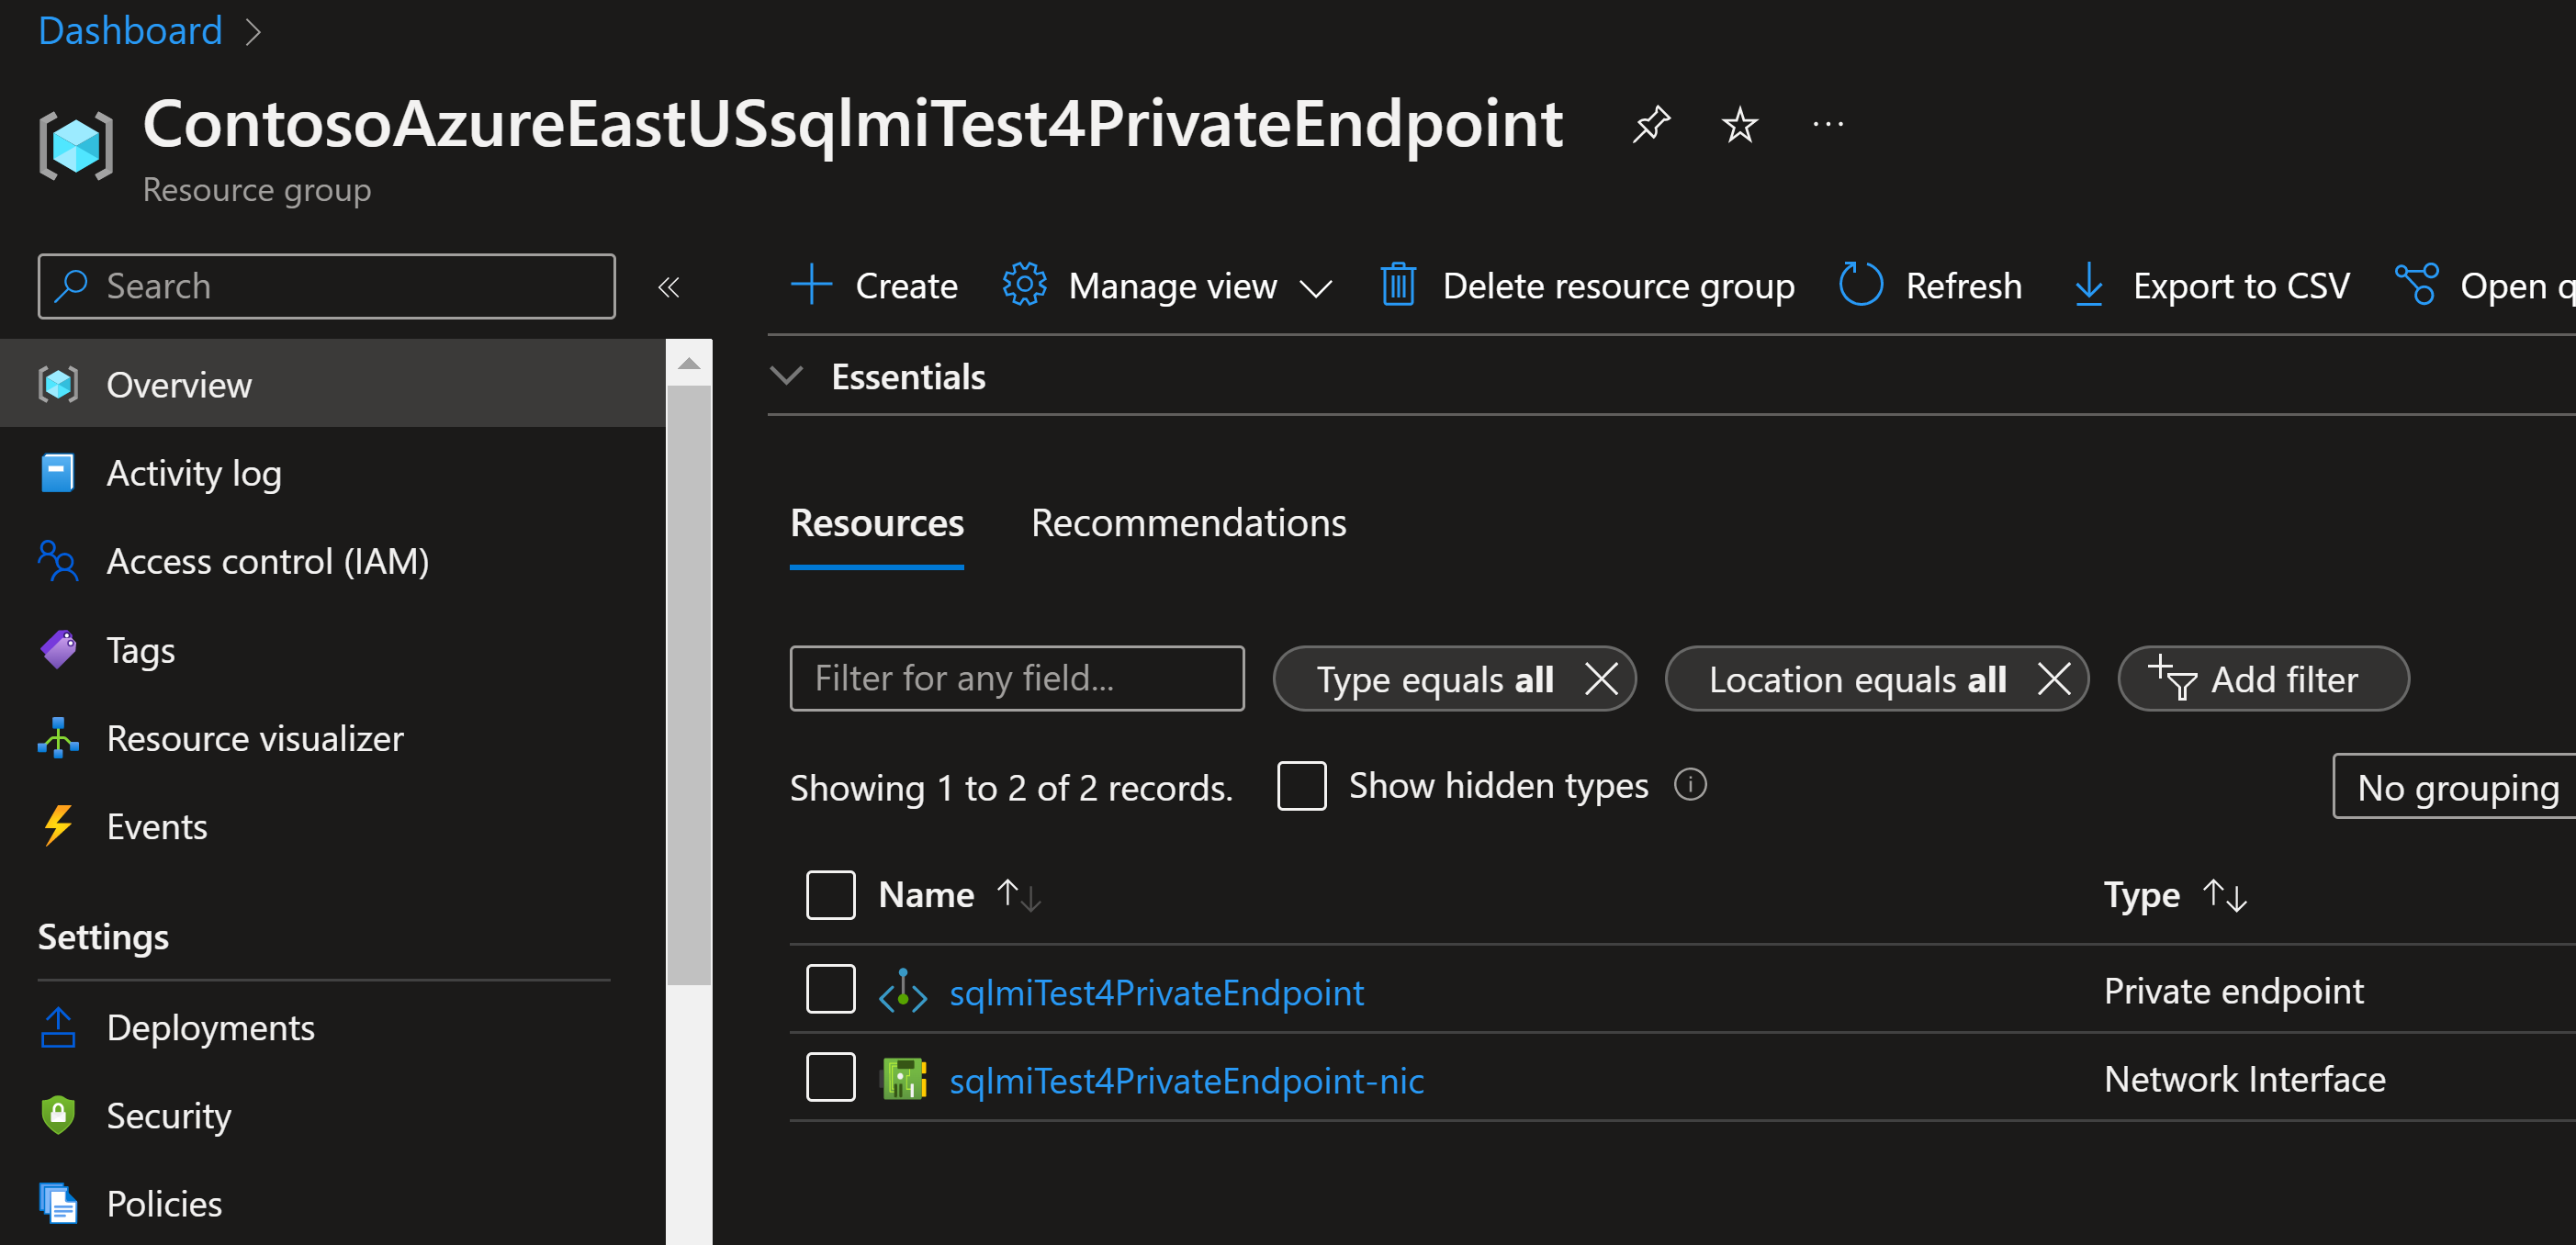 Dashboard
ContosoAzureEastUSsqlmiTest4PrivateEndpoint
Resource group
Search
Create
Manage view
Delete resource group
Refresh
Export to CSV
Open q
Overview
Activity log
Access control (IAM)
Tags
Resource visualizer
Events
Settings
Deployments
Security
Policies
Essentials
Resources
Recommendations
Filter for any field...
Type equals all
Location equals all
Add filter
Showing 1 to 2 of 2 records.
Show hidden types
No grouping
Name
Type
sqlmiTest4PrivateEndpoint
Private endpoint
sqlmiTest4PrivateEndpoint-nic
Network Interface